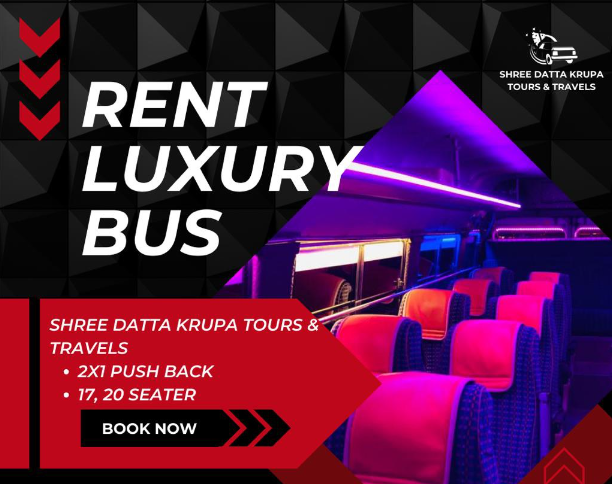 RENT
LUXURY
BUS
SHREE DATTA KRUPA
TOURS & TRAVELS
SHREE DATTA KRUPA TOURS &
TRAVELS
• 2X1 PUSH BACK
• 17, 20 SEATER
BOOK NOW